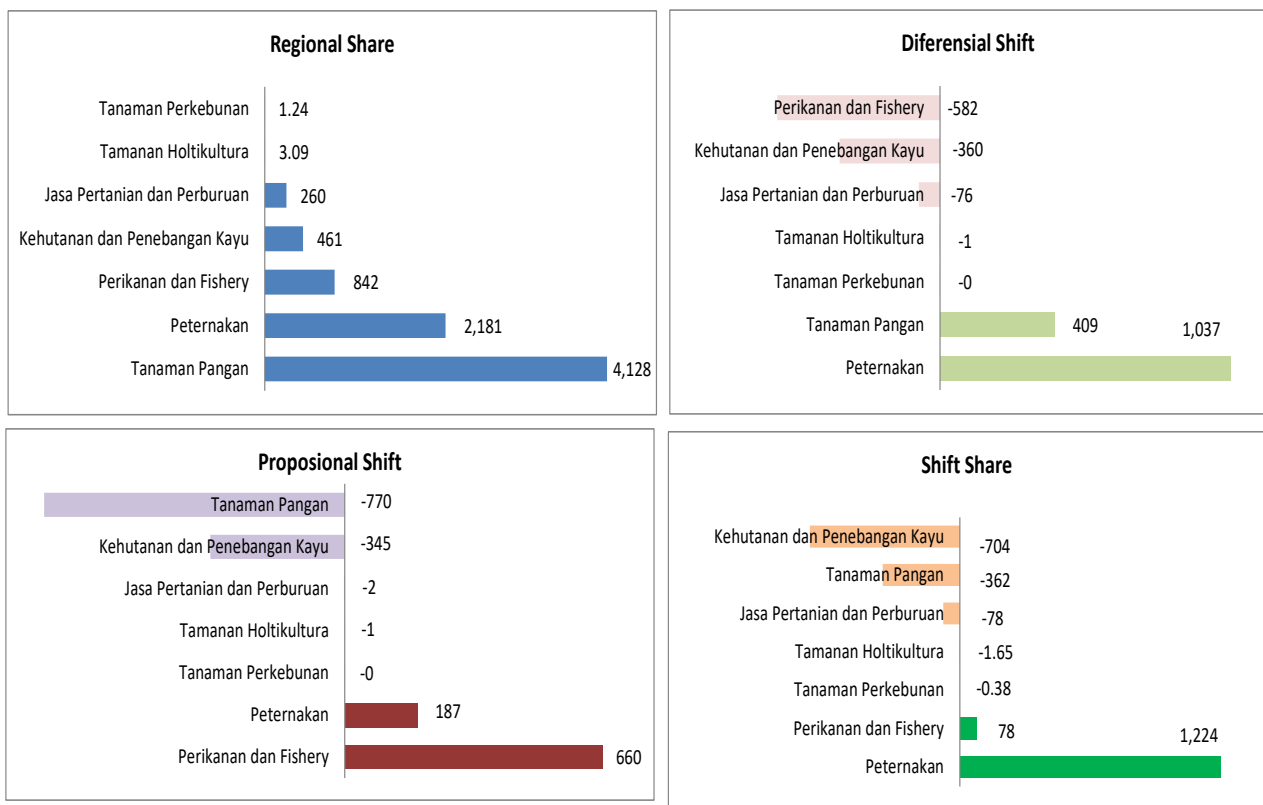 Regional Share
Tanaman Perkebunan 1.24
Tamanan Holtikultura 3.09
Jasa Pertanian dan Perburuan 260
Kehutanan dan Penebangan Kayu 461
Perikanan dan Fishery 842
Peternakan 2,181
Tanaman Pangan 4,128
Diferensial Shift
Perikanan dan Fishery -582
Kehutanan dan Penebangan Kayu -360
Jasa Pertanian dan Perburuan -76
Tamanan Holtikultura -1
Tanaman Perkebunan -0
Tanaman Pangan 409
Peternakan 1,037
Proposional Shift
Tanaman Pangan -770
Kehutanan dan Penebangan Kayu -345
Jasa Pertanian dan Perburuan -2
Tamanan Holtikultura -1
Tanaman Perkebunan -0
Peternakan 187
Perikanan dan Fishery 660
Shift Share
Kehutanan dan Penebangan Kayu -704
Tanaman Pangan -362
Jasa Pertanian dan Perburuan -78
Tamanan Holtikultura -1.65
Tanaman Perkebunan -0.38
Perikanan dan Fishery 78
Peternakan 1,224